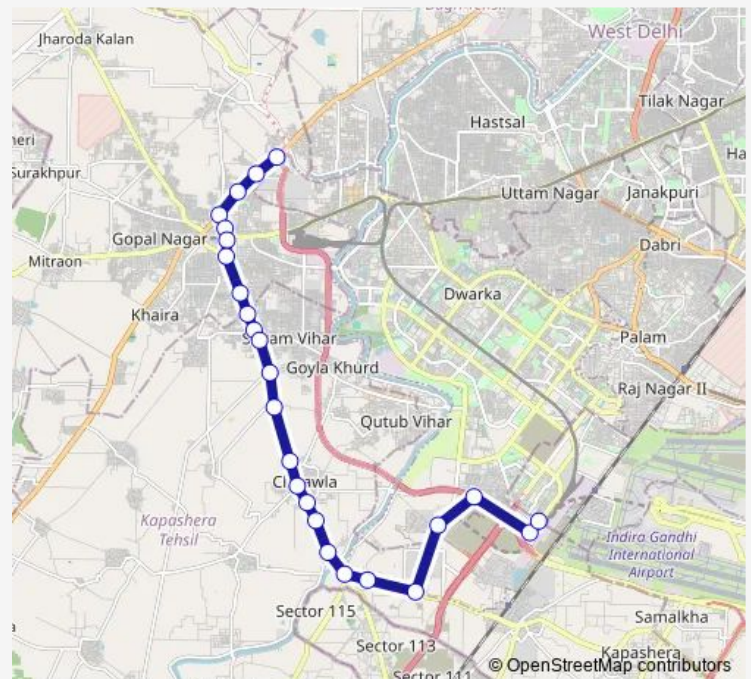 Jharoda Kalan
West Delhi
Tilak Nagar
Hastsal
Surakhpur
Uttam Nagar
Janakpuri
Gopal Nagar
Dabri
Mitraon
Dwarka
Khaira
Palam
Goyla Khurd
Raj Nagar II
Qutub Vihar
Kapashera
Tehsil
Indira Gandhi
International
Airport
Sector 115
Samalkha
Sector 113
Kapashera
Sector 111
© OpenStreetMap contributors